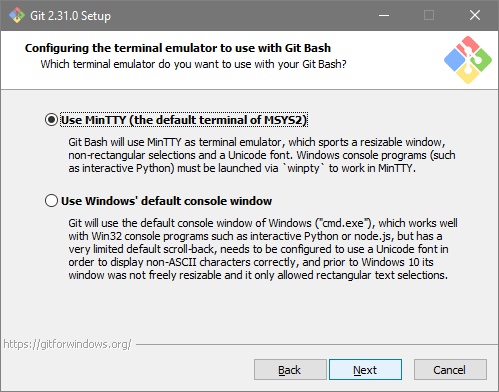 Git 2.31.0 Setup
Configuring the terminal emulator to use with Git Bash
Which terminal emulator do you want to use with your Git Bash?
Use MinTTY (the default terminal of MSYS2)
Git Bash will use MinTTY as terminal emulator, which sports a resizable window,
non-rectangular selections and a Unicode font. Windows console programs (such
as interactive Python) must be launched via `winpty` to work in MinTTY.
Use Windows' default console window
Git will use the default console window of Windows ("cmd.exe"), which works well
with Win32 console programs such as interactive Python or node.js, but has a
very limited default scroll-back, needs to be configured to use a Unicode font in
order to display non-ASCII characters correctly, and prior to Windows 10 its
window was not freely resizable and it only allowed rectangular text selections.
https://gitforwindows.org/
Back
Next
Cancel